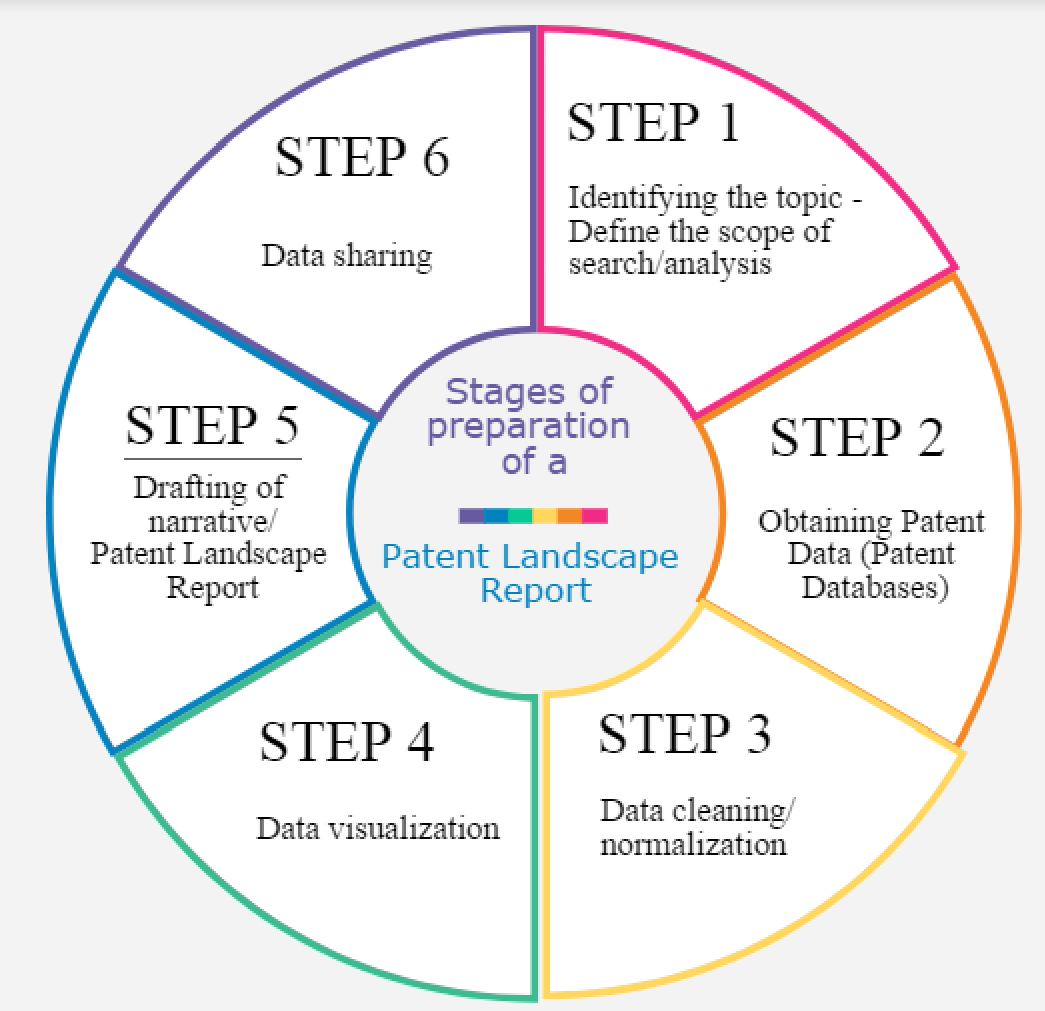 Stages of
preparation
of a
Patent Landscape
Report
STEP 1
Identifying the topic -
Define the scope of
search/analysis
STEP 2
Obtaining Patent
Data (Patent
Databases)
STEP 3
Data cleaning/
normalization
STEP 4
Data visualization
STEP 5
Drafting of
narrative/
Patent Landscape
Report
STEP 6
Data sharing